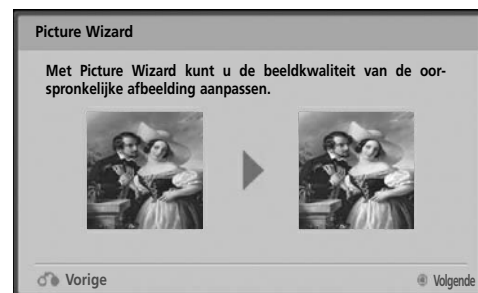 Picture Wizard
Met Picture Wizard kunt u de beeldkwaliteit van de oor-
spronkelijke afbeelding aanpassen.
Vorige
Volgende